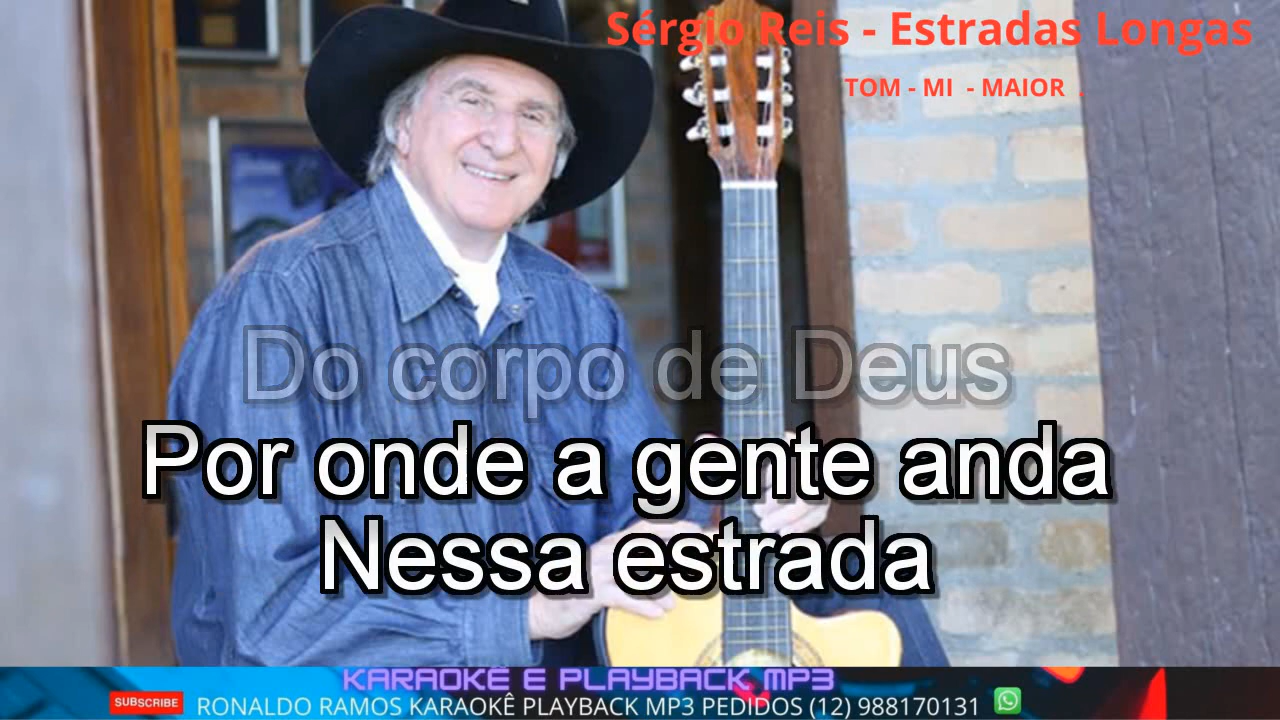 Sérgio Reis - Estradas Longas
TOM - MI - MAIOR .
Do corpo de Deus
Por onde a gente anda
Nessa estrada
KARAOKÊ E PLAYBACK MP3
SUBSCRIBE RONALDO RAMOS KARAOKÊ PLAYBACK MP3 PEDIDOS (12) 988170131